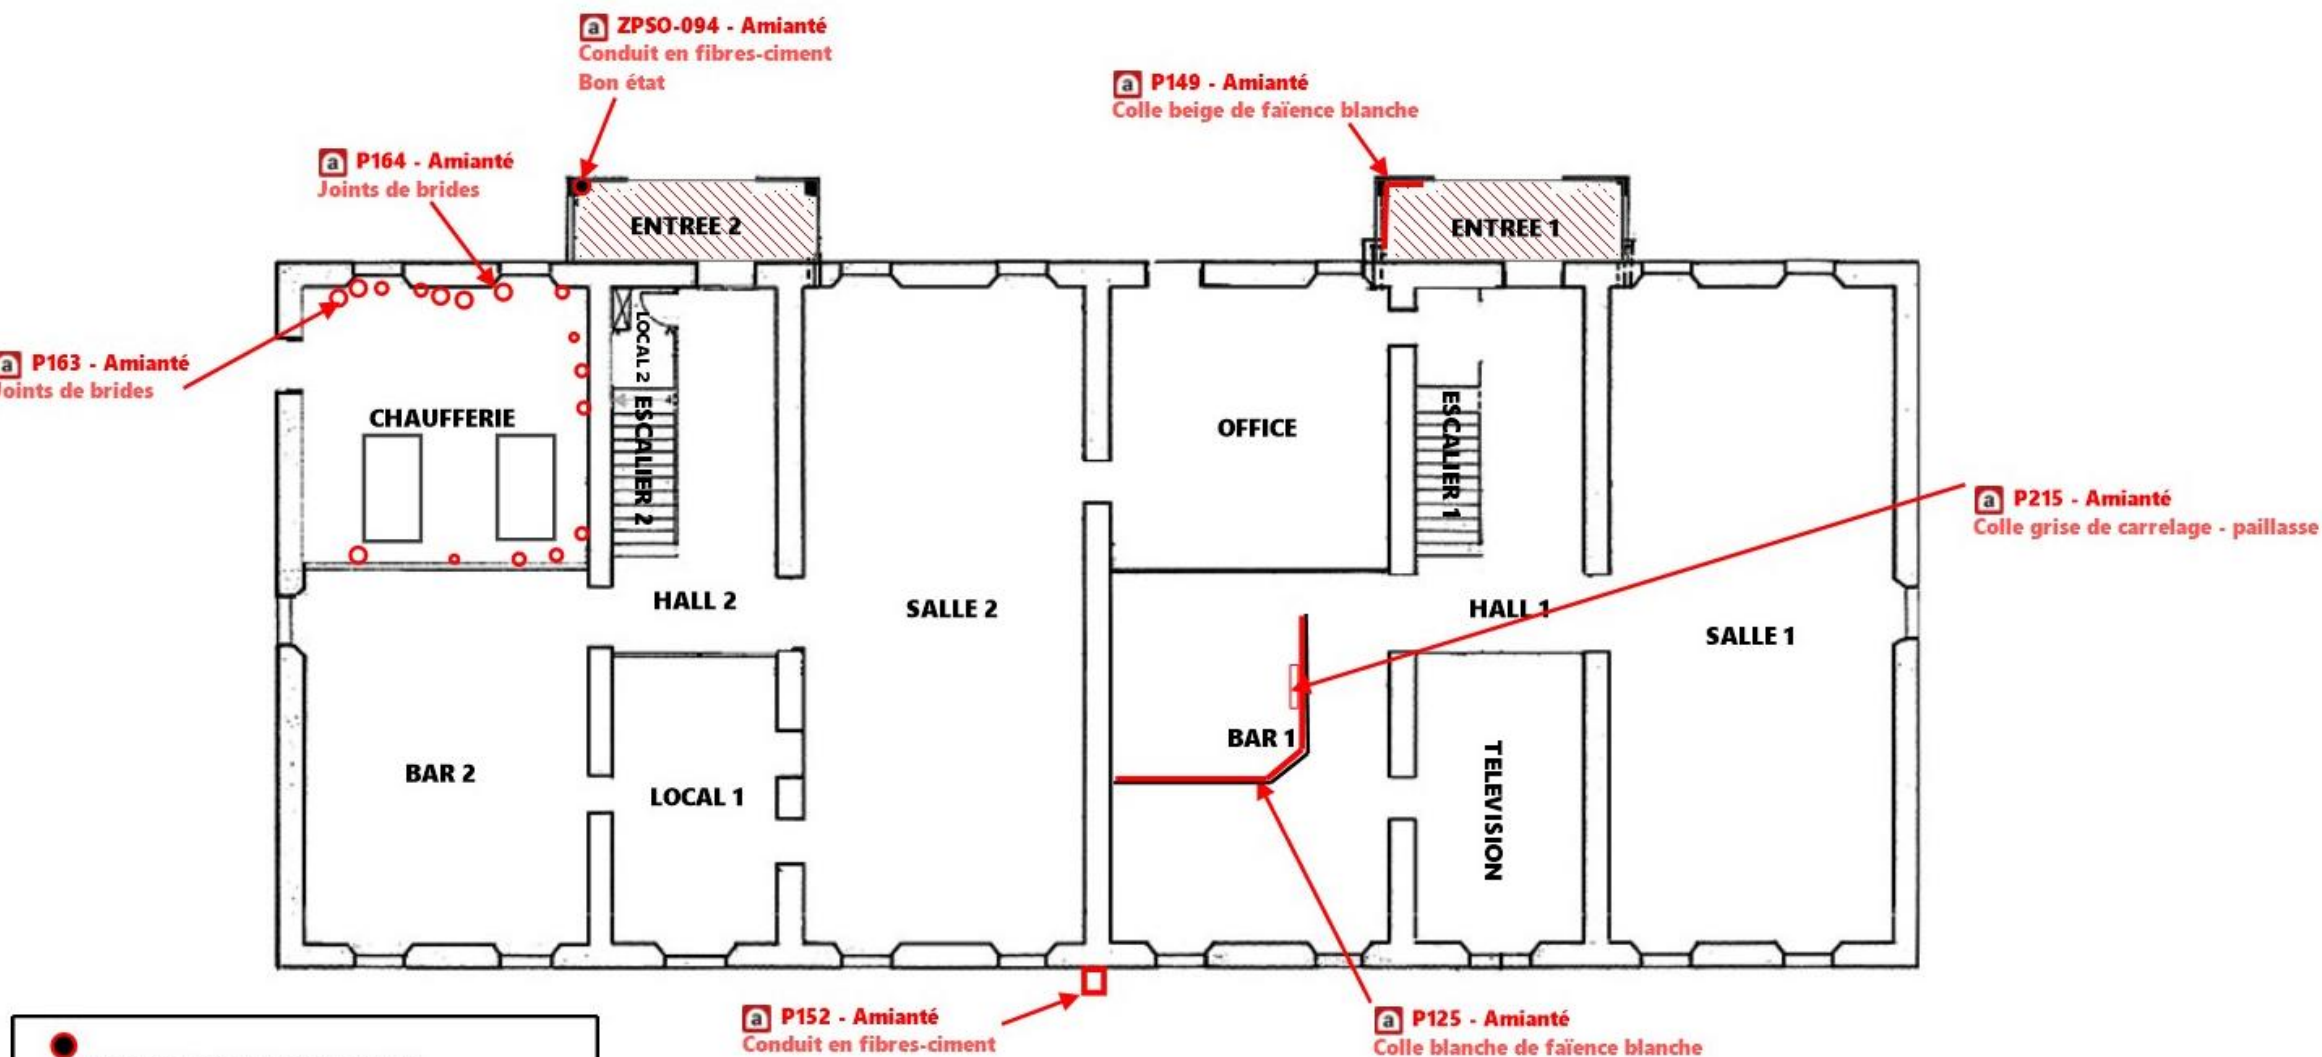 a ZPSO-094 - Amianté
Conduit en fibres-ciment
Bon état
a P149 - Amianté
Colle beige de faïence blanche
a P164 - Amianté
Joints de brides
ENTREE 2
ENTREE 1
a P163 - Amianté
Joints de brides
LOCAL 2
CHAUFFERIE
ESCALIER 2
OFFICE
ESCALIER 1
a P215 - Amianté
Colle grise de carrelage - paillasse
HALL 2
SALLE 2
HALL 1
SALLE 1
BAR 1
BAR 2
LOCAL 1
TELEVISION
a P152 - Amianté
Conduit en fibres-ciment
a P125 - Amianté
Colle blanche de faïence blanche